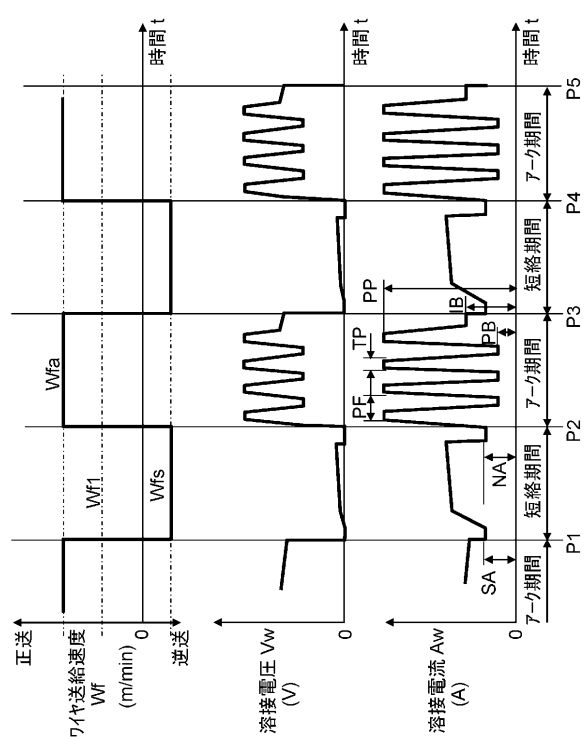 正送
ワイヤ送給速度
Wf
(m/min)
0
逆送
Wfa
Wf1
Wfs
時間 t
溶接電圧 Vw
(V)
0
時間 t
溶接電流 Aw
(A)
0
SA
NA
PF
TP
PB
IB
PP
時間 t
アーク期間
短絡期間
アーク期間
短絡期間
アーク期間
P1
P2
P3
P4
P5